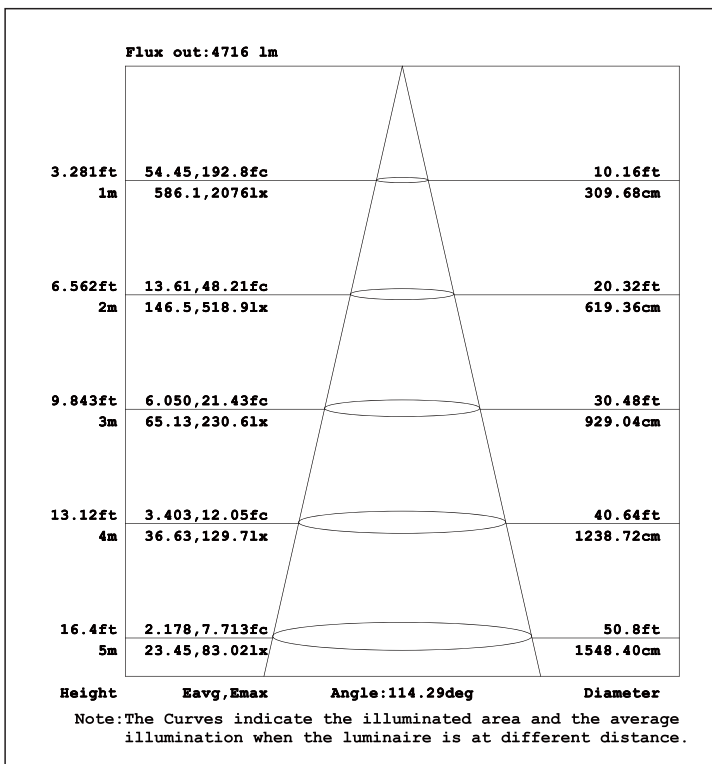 Flux out:4716 lm
3.281ft 54.45,192.8fc 10.16ft
1m 586.1,2076lx 309.68cm
6.562ft 13.61,48.21fc 20.32ft
2m 146.5,518.9lx 619.36cm
9.843ft 6.050,21.43fc 30.48ft
3m 65.13,230.6lx 929.04cm
13.12ft 3.403,12.05fc 40.64ft
4m 36.63,129.7lx 1238.72cm
16.4ft 2.178,7.713fc 50.8ft
5m 23.45,83.02lx 1548.40cm
Height Eavg,Emax Angle:114.29deg Diameter
Note:The Curves indicate the illuminated area and the average
illumination when the luminaire is at different distance.